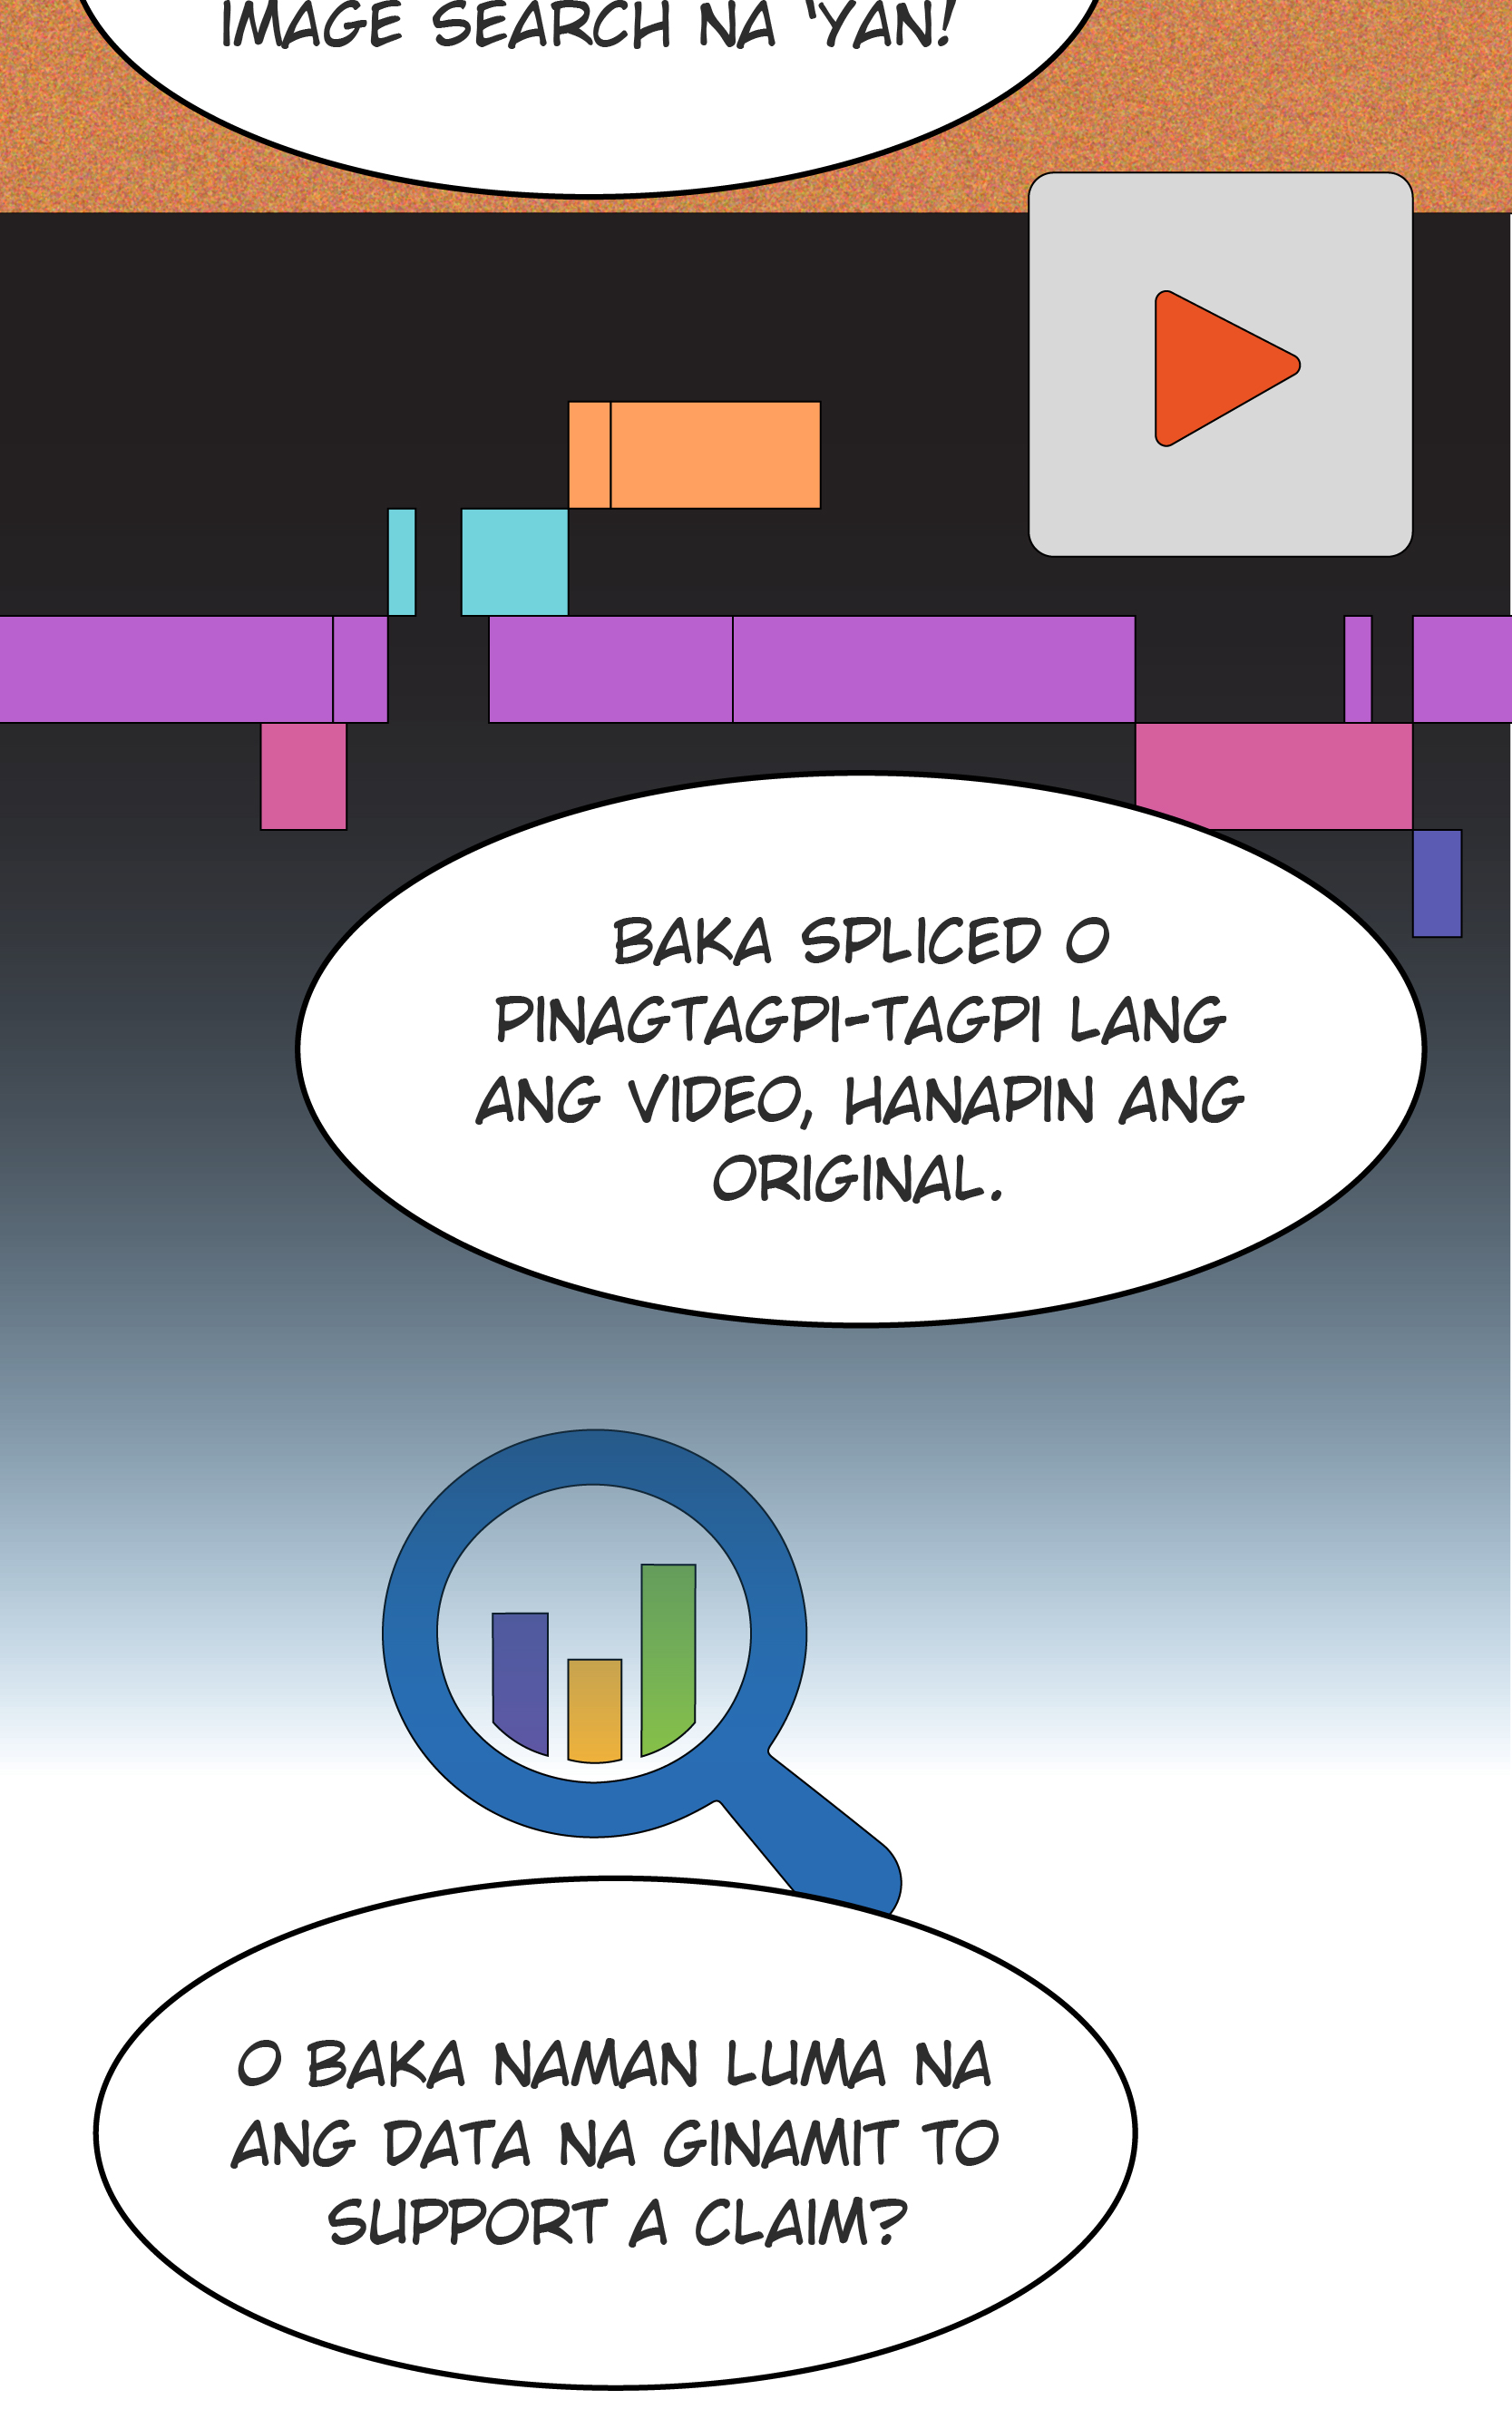 IMAGE SEARCH NA 'YAN!
BAKA SPLICED O
PINAGTAGPI-TAGPI LANG
ANG VIDEO, HANAPIN ANG
ORIGINAL.
O BAKA NAMAN LUMA NA
ANG DATA NA GINAMIT TO
SUPPORT A CLAIM?